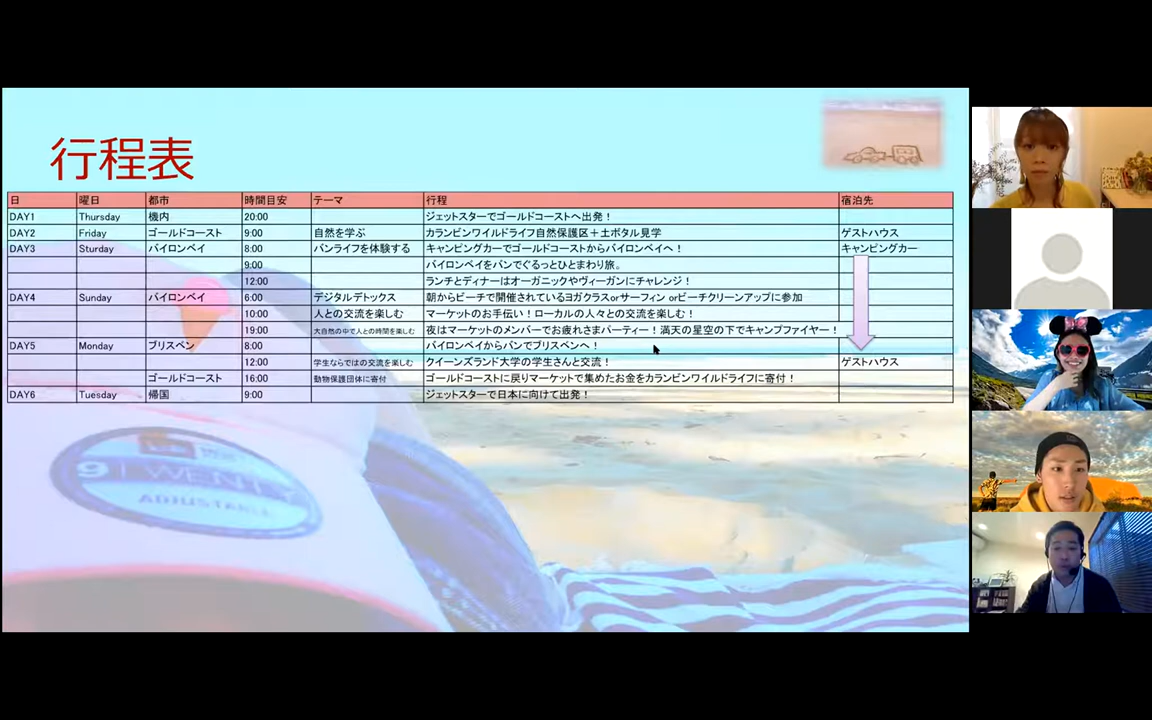 行程表
日 曜日 都市 時間目安 テーマ 行程 宿泊先
DAY1 Thursday 機内 20:00 ジェットスターでゴールドコーストへ出発！
DAY2 Friday ゴールドコースト 9:00 自然を学ぶ カランビンワイルドライフ自然保護区＋土ボタル見学 ゲストハウス
DAY3 Sturday バイロンベイ 8:00 バンライフを体験する キャンピングカーでゴールドコーストからバイロンベイへ！ キャンピングカー
9:00 バイロンベイをバンでぐるっとひとまわり旅。
12:00 ランチとディナーはオーガニックやヴィーガンにチャレンジ！
DAY4 Sunday バイロンベイ 6:00 デジタルデトックス 朝からビーチで開催されているヨガクラスorサーフィン orビーチクリーンアップに参加
10:00 人との交流を楽しむ マーケットのお手伝い！ローカルの人々との交流を楽しむ！
19:00 大自然の中で人との時間を楽しむ 夜はマーケットのメンバーでお疲れさまパーティー！満天の星空の下でキャンプファイヤー！
DAY5 Monday ブリスベン 8:00 バイロンベイからバンでブリスベンへ！
12:00 学生ならではの交流を楽しむ クイーンズランド大学の学生さんと交流！ ゲストハウス
ゴールドコースト 16:00 動物保護団体に寄付 ゴールドコーストに戻りマーケットで集めたお金をカランビンワイルドライフに寄付！
DAY6 Tuesday 帰国 9:00 ジェットスターで日本に向けて出発！
9 WENTY
ADJUSTABLE